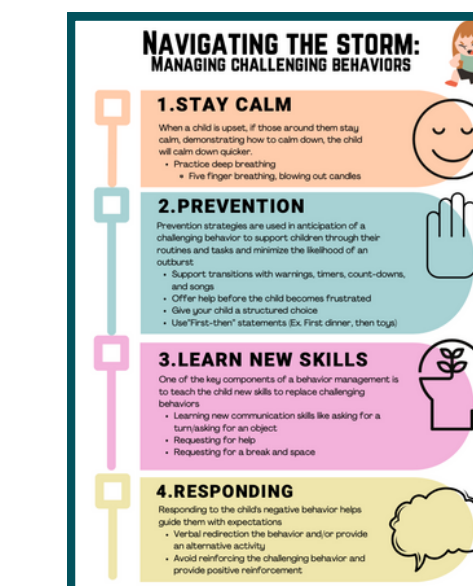 NAVIGATING THE STORM:
MANAGING CHALLENGING BEHAVIORS
1.STAY CALM
When a child is upset, if those around them stay
calm, demonstrating how to calm down, the child
will calm down quicker.
• Practice deep breathing
• Five finger breathing, blowing out candles
2.PREVENTION
Prevention strategies are used in anticipation of a
challenging behavior to support children through their
routines and tasks and minimize the likelihood of an
outburst
• Support transitions with warnings, timers, count-downs,
and songs
• Offer help before the child becomes frustrated
• Give your child a structured choice
• Use"First-then" statements (Ex. First dinner, then toys)
3.LEARN NEW SKILLS
One of the key components of a behavior management is
to teach the child new skills to replace challenging
behaviors
• Learning new communication skills like asking for a
turn/asking for an object
• Requesting for help
• Requesting for a break and space
4.RESPONDING
Responding to the child's negative behavior helps
guide them with expectations
• Verbal redirection the behavior and/or provide
an alternative activity
• Avoid reinforcing the challenging behavior and
provide positive reinforcement